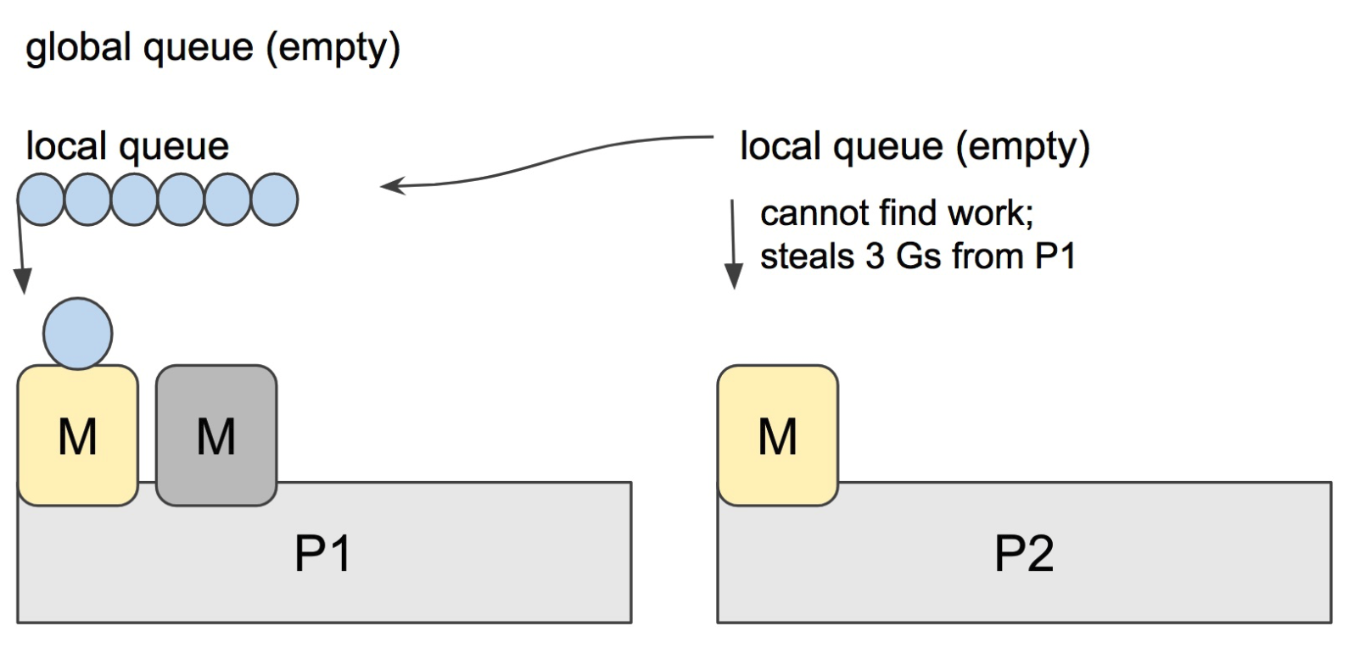 global queue (empty)
local queue
local queue (empty)
cannot find work;
steals 3 Gs from P1
M
M
M
P1
P2